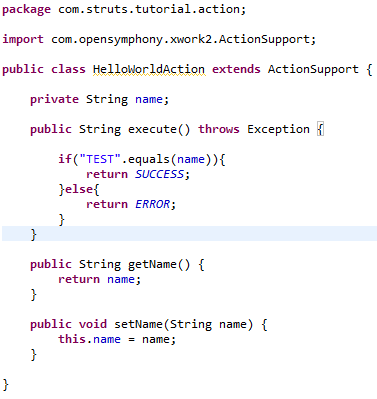 package com.struts.tutorial.action;
import com.opensymphony.xwork2.ActionSupport;
public class HelloWorldAction extends ActionSupport {
private String name;
public String execute() throws Exception {
if("TEST".equals(name)){
return SUCCESS;
}else{
return ERROR;
}
}
public String getName() {
return name;
}
public void setName(String name) {
this.name = name;
}
}